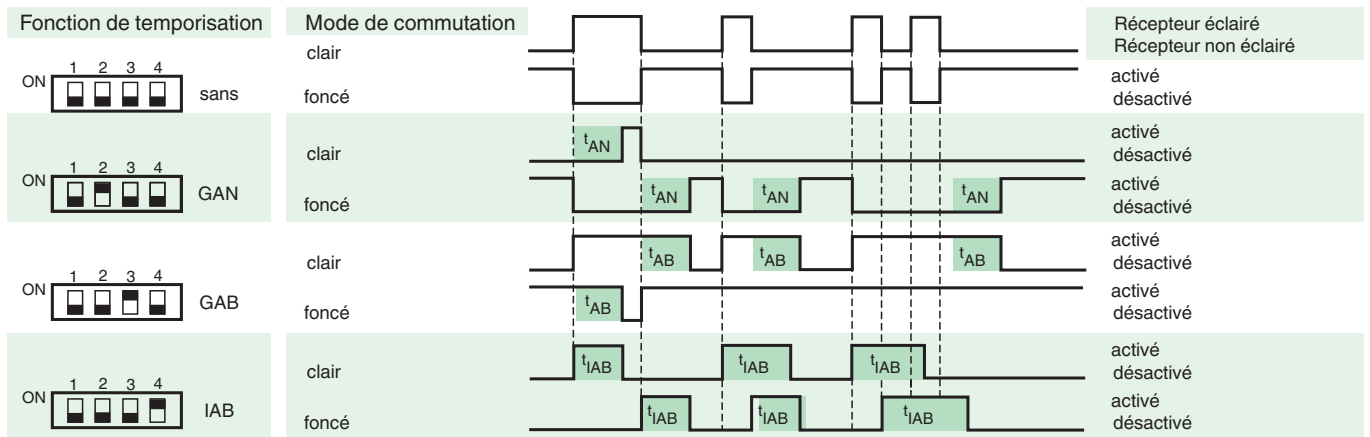 Fonction de temporisation
Mode de commutation
Récepteur éclairé
Récepteur non éclairé
clair
1 2 3 4
ON
sans
foncé
activé
désactivé
clair
tAN
activé
désactivé
1 2 3 4
ON
GAN
foncé
tAN tAN tAN
activé
désactivé
clair
tAB tAB tAB
activé
désactivé
1 2 3 4
ON
GAB
foncé
tAB
activé
désactivé
clair
tIAB tIAB tIAB
activé
désactivé
1 2 3 4
ON
IAB
foncé
tIAB tIAB tIAB
activé
désactivé